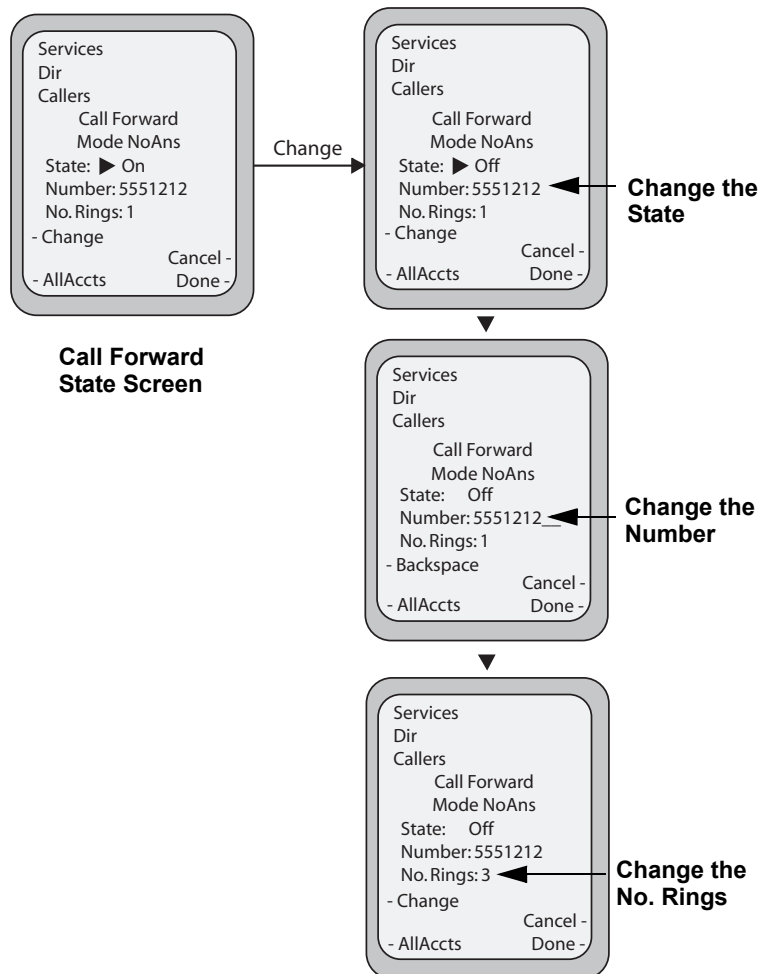 Services
Dir
Callers
Call Forward
Mode NoAns
State: ▶ On
Number: 5551212
No. Rings: 1
- Change
Cancel -
- AllAccts Done -
Call Forward
State Screen
Change
Services
Dir
Callers
Call Forward
Mode NoAns
State: ▶ Off
Number: 5551212
No. Rings: 1
- Change
Cancel -
- AllAccts Done -
Change the
State
Services
Dir
Callers
Call Forward
Mode NoAns
State: Off
Number: 5551212__
No. Rings: 1
- Backspace
Cancel -
- AllAccts Done -
Change the
Number
Services
Dir
Callers
Call Forward
Mode NoAns
State: Off
Number: 5551212
No. Rings: 3
- Change
Cancel -
- AllAccts Done -
Change the
No. Rings